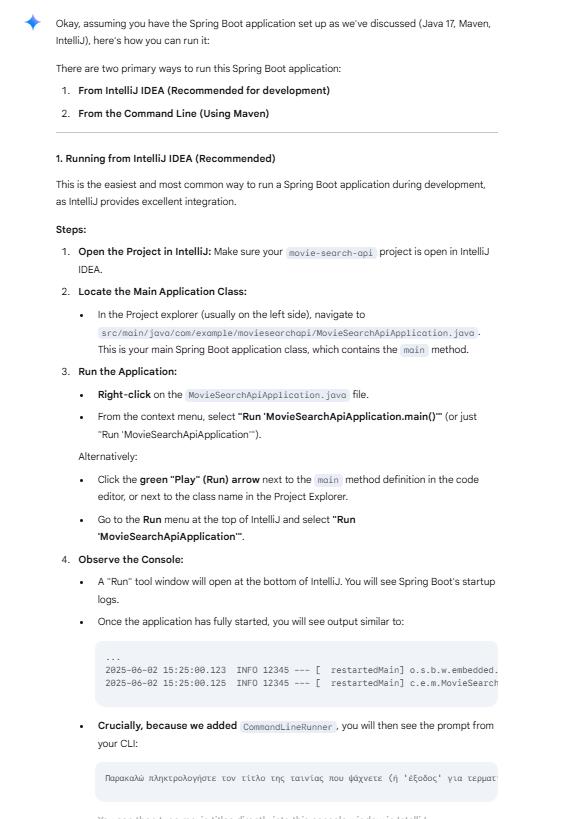 Okay, assuming you have the Spring Boot application set up as we've discussed (Java 17, Maven,
IntelliJ), here's how you can run it:
There are two primary ways to run this Spring Boot application:
1. From IntelliJ IDEA (Recommended for development)
2. From the Command Line (Using Maven)
1. Running from IntelliJ IDEA (Recommended)
This is the easiest and most common way to run a Spring Boot application during development,
as IntelliJ provides excellent integration.
Steps:
1. Open the Project in IntelliJ: Make sure your movie-search-api project is open in IntelliJ
IDEA.
2. Locate the Main Application Class:
• In the Project explorer (usually on the left side), navigate to
src/main/java/com/example/moviesearchapi/MovieSearchApiApplication.java.
This is your main Spring Boot application class, which contains the main method.
3. Run the Application:
• Right-click on the MovieSearchApiApplication.java file.
• From the context menu, select "Run 'MovieSearchApiApplication.main()'" (or just
"Run 'MovieSearchApiApplication'").
Alternatively:
• Click the green "Play" (Run) arrow next to the main method definition in the code
editor, or next to the class name in the Project Explorer.
• Go to the Run menu at the top of IntelliJ and select "Run
'MovieSearchApiApplication'".
4. Observe the Console:
• A "Run" tool window will open at the bottom of IntelliJ. You will see Spring Boot's startup
logs.
• Once the application has fully started, you will see output similar to:
...
2025-06-02 15:25:00.123 INFO 12345 --- [ restartedMain] o.s.b.w.embedded.
2025-06-02 15:25:00.125 INFO 12345 --- [ restartedMain] c.e.m.MovieSearch
• Crucially, because we added CommandLineRunner, you will then see the prompt from
your CLI:
Παρακαλώ πληκτρολογήστε τον τίτλο της ταινίας που ψάχνετε (ή 'έξοδος' για τερματ